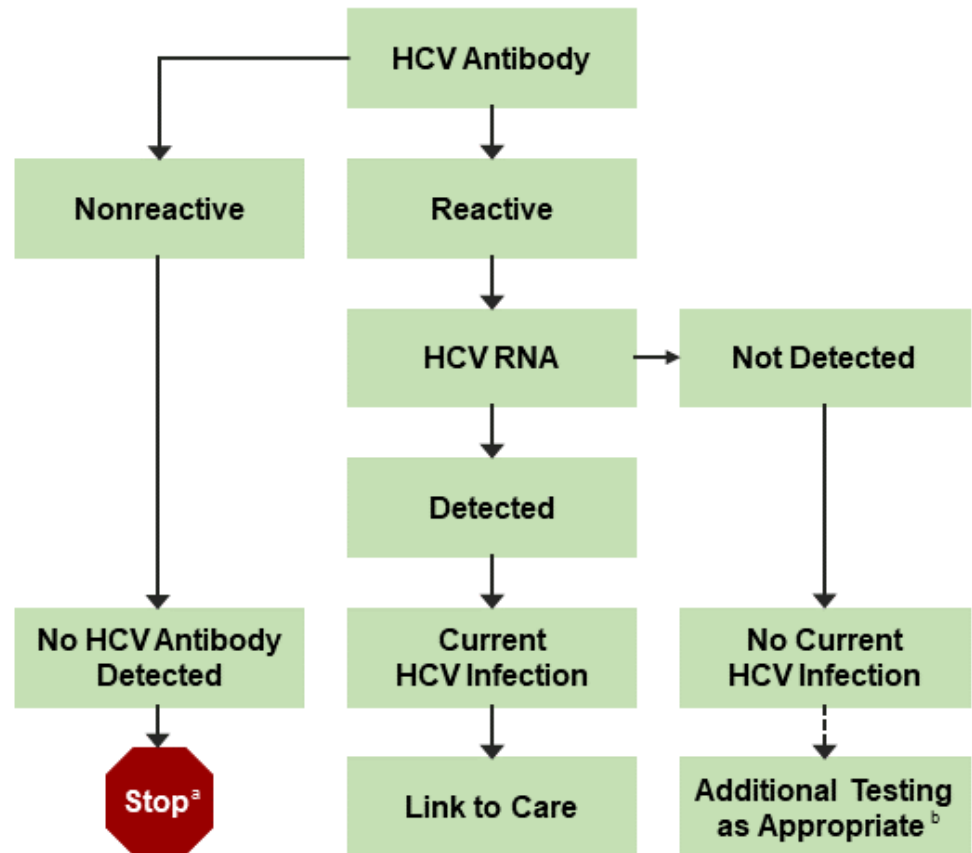 HCV Antibody
Nonreactive
Reactive
HCV RNA
Not Detected
Detected
No HCV Antibody
Detected
Current
HCV Infection
No Current
HCV Infection
Stop a
Link to Care
Additional Testing
as Appropriate b